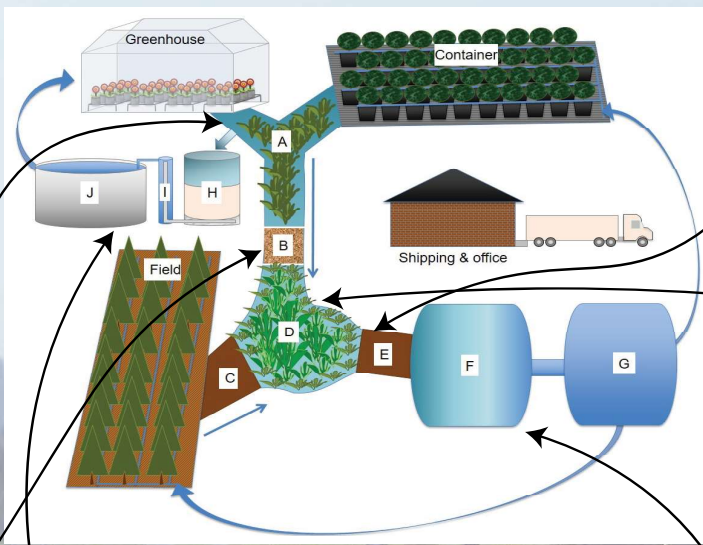 Greenhouse
Container
A
J
I
H
B
Shipping & office
Field
D
C
E
F
G